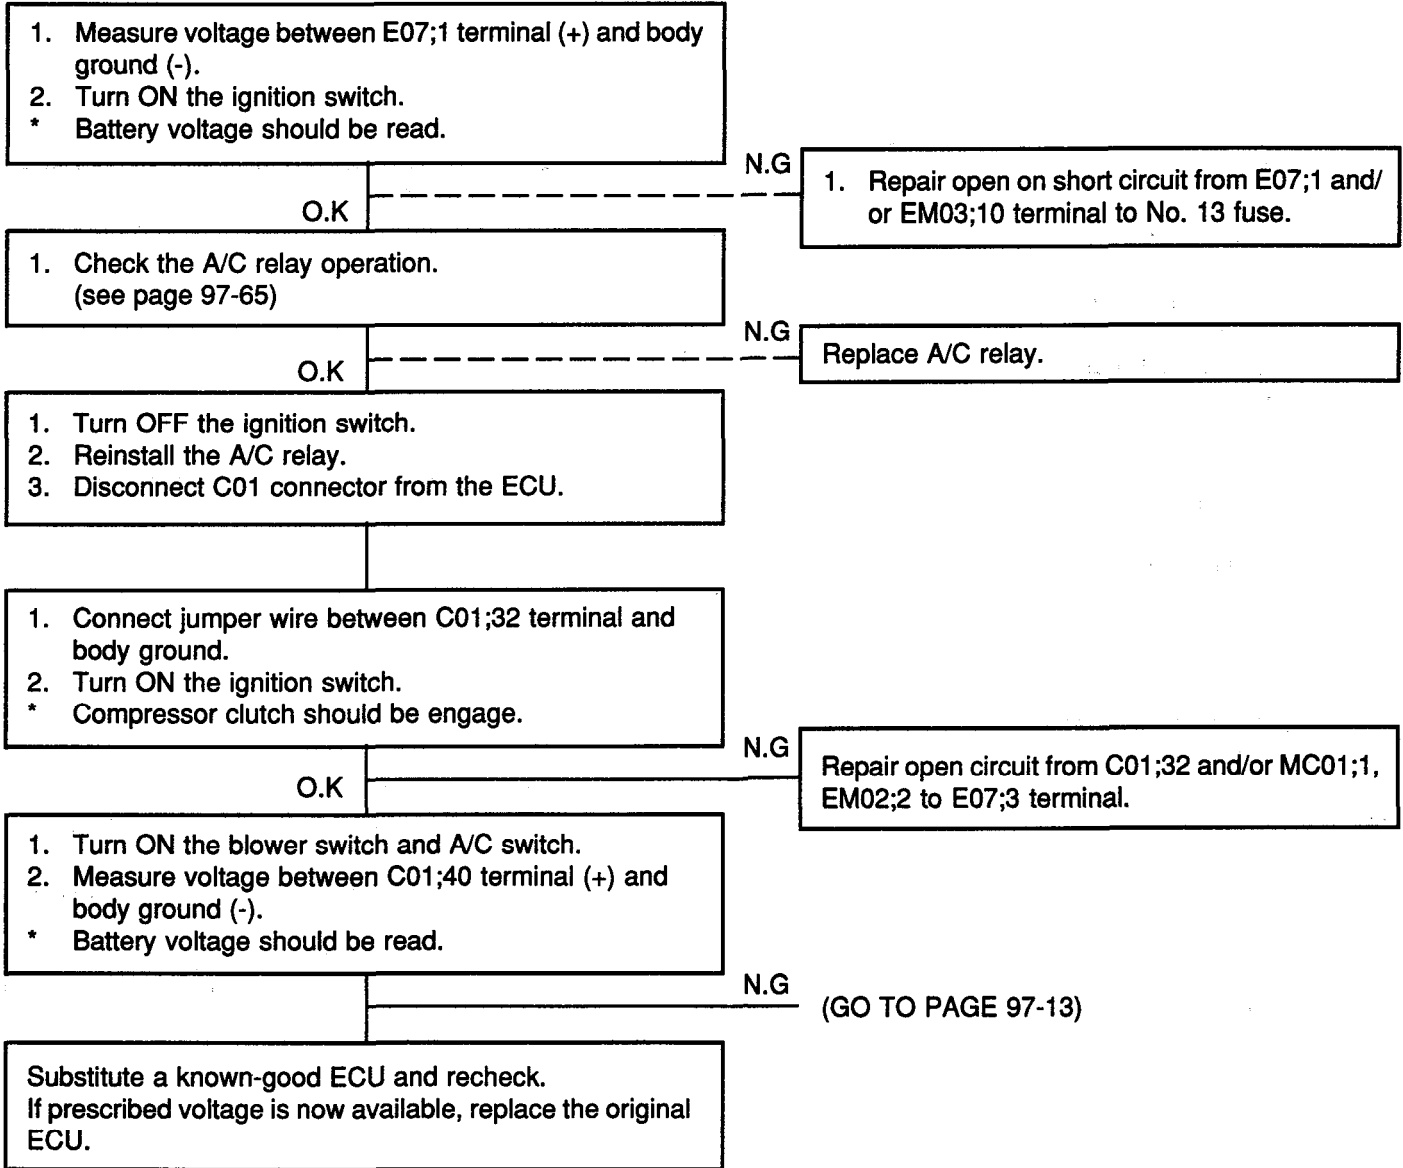 1. Measure voltage between E07;1 terminal (+) and body
ground (-).
2. Turn ON the ignition switch.
* Battery voltage should be read.
N.G
1. Repair open on short circuit from E07;1 and/
or EM03;10 terminal to No. 13 fuse.
O.K
1. Check the A/C relay operation.
(see page 97-65)
N.G
Replace A/C relay.
O.K
1. Turn OFF the ignition switch.
2. Reinstall the A/C relay.
3. Disconnect C01 connector from the ECU.
1. Connect jumper wire between C01;32 terminal and
body ground.
2. Turn ON the ignition switch.
* Compressor clutch should be engage.
N.G
Repair open circuit from C01;32 and/or MC01;1,
EM02;2 to E07;3 terminal.
O.K
1. Turn ON the blower switch and A/C switch.
2. Measure voltage between C01;40 terminal (+) and
body ground (-).
* Battery voltage should be read.
N.G
(GO TO PAGE 97-13)
Substitute a known-good ECU and recheck.
If prescribed voltage is now available, replace the original
ECU.